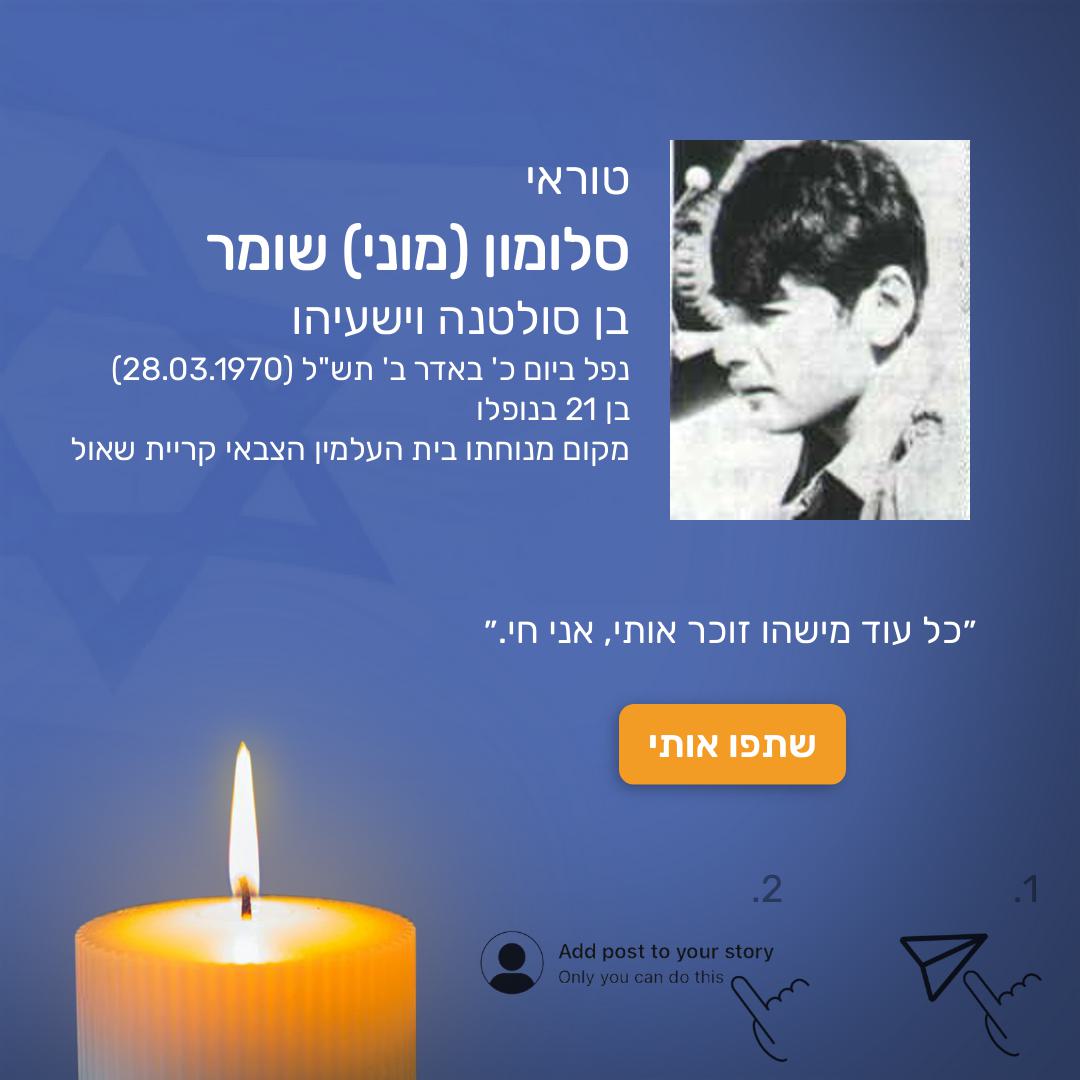 טוראי
סלומון (מוני) שומר
בן סולטנה וישעיהו
נפל ביום כ' באדר ב' תש"ל (28.03.1970)
בן 21 בנופלו
מקום מנוחתו בית העלמין הצבאי קריית שאול
״כל עוד מישהו זוכר אותי, אני חי.״
שתפו אותי
.1
.2
Add post to your story
Only you can do this